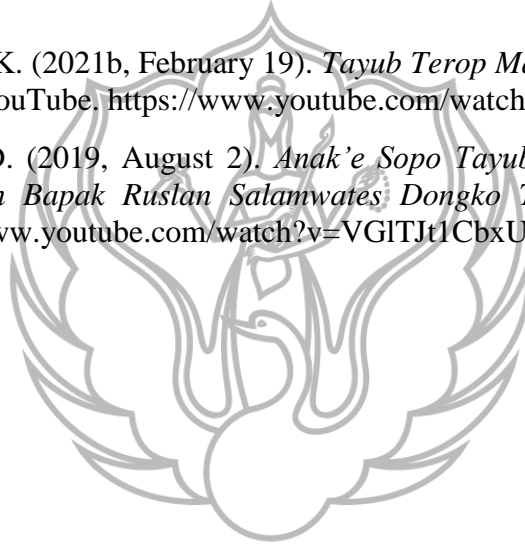 K. (2021b, February 19). Tayub Terop Ma
ouTube. https://www.youtube.com/watch
D. (2019, August 2). Anak’e Sopo Tayub
n Bapak Ruslan Salamwates Dongko T
ww.youtube.com/watch?v=VGlTJt1CbxU